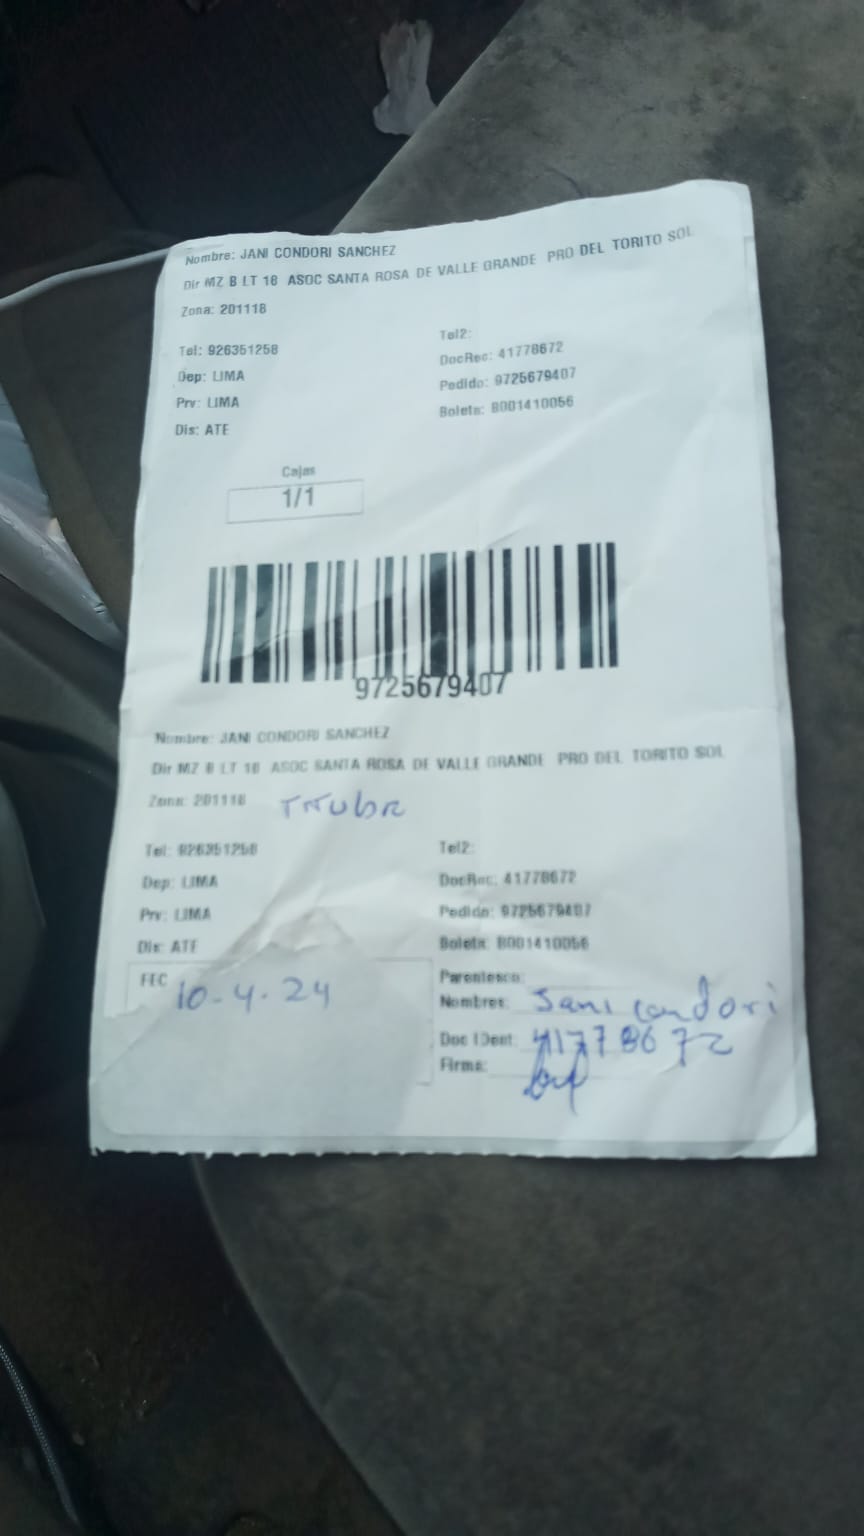 Nombre: JANI CONDORI SANCHEZ
Dir MZ B LT 18 ASOC SANTA ROSA DE VALLE GRANDE PRO DEL TORITO SOL
Zona: 201118
Tel: 926351258
Dep: LIMA
Prv: LIMA
Dis: ATE
Tel2:
DocRec: 41778672
Pedido: 9725679407
Boleta: B001410056
Cajas
1/1
9725679407
Nombre: JANI CONDORI SANCHEZ
Dir MZ B LT 18 ASOC SANTA ROSA DE VALLE GRANDE PRO DEL TORITO SOL
Zona: 201118
Tel: 926351258
Dep: LIMA
Prv: LIMA
Dis: ATE
Tel2:
DocRec: 41778672
Pedido: 9725679407
Boleta: B001410056
FEC 10-4-24
Parentesco:
Nombres: Jani Condori
Doc IDent: 41778672
Firma: